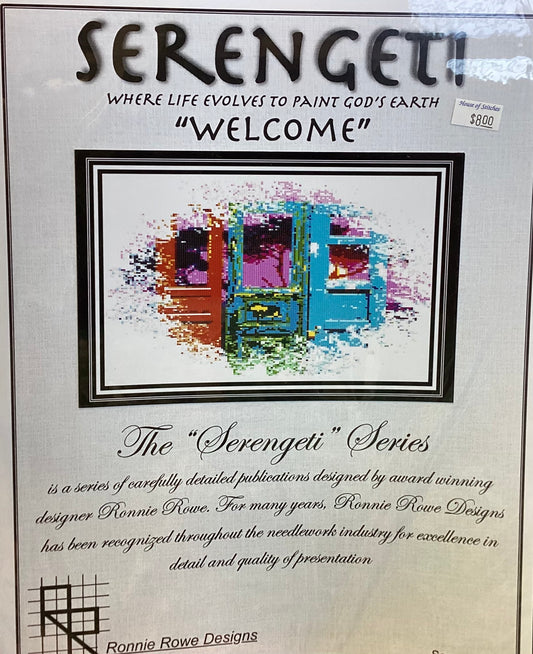 SERENGETI
WHERE LIFE EVOLVES TO PAINT GOD'S EARTH
"WELCOME"
House of Stitches
$8.00
The "Serengeti" Series
is a series of carefully detailed publications designed by award winning
designer Ronnie Rowe. For many years, Ronnie Rowe Designs
has been recognized throughout the needlework industry for excellence in
detail and quality of presentation
Ronnie Rowe Designs